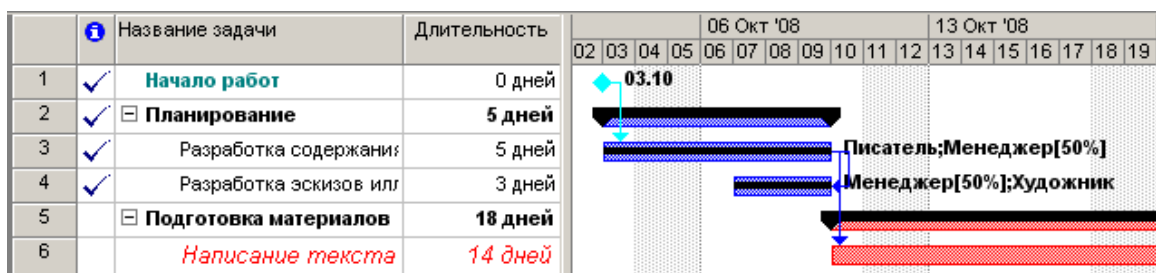 Название задачи Длительность 06 Окт '08 13 Окт '08
02 03 04 05 06 07 08 09 10 11 12 13 14 15 16 17 18 19
1 Начало работ 0 дней 03.10
2 Планирование 5 дней
3 Разработка содержания 5 дней Писатель;Менеджер[50%]
4 Разработка эскизов илл 3 дней Менеджер[50%];Художник
5 Подготовка материалов 18 дней
6 Написание текста 14 дней